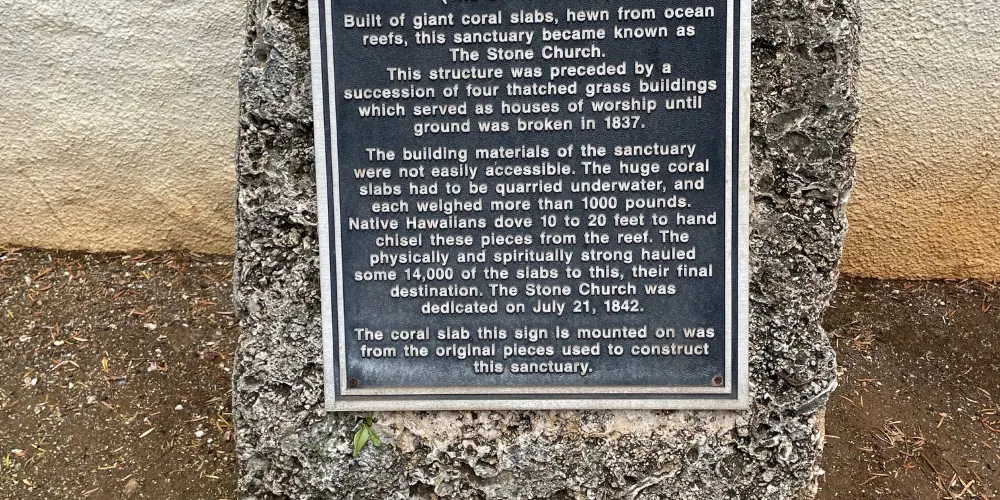 Built of giant coral slabs, hewn from ocean
reefs, this sanctuary became known as
The Stone Church.
This structure was preceded by a
succession of four thatched grass buildings
which served as houses of worship until
ground was broken in 1837.
The building materials of the sanctuary
were not easily accessible. The huge coral
slabs had to be quarried underwater, and
each weighed more than 1000 pounds.
Native Hawaiians dove 10 to 20 feet to hand
chisel these pieces from the reef. The
physically and spiritually strong hauled
some 14,000 of the slabs to this, their final
destination. The Stone Church was
dedicated on July 21, 1842.
The coral slab this sign is mounted on was
from the original pieces used to construct
this sanctuary.